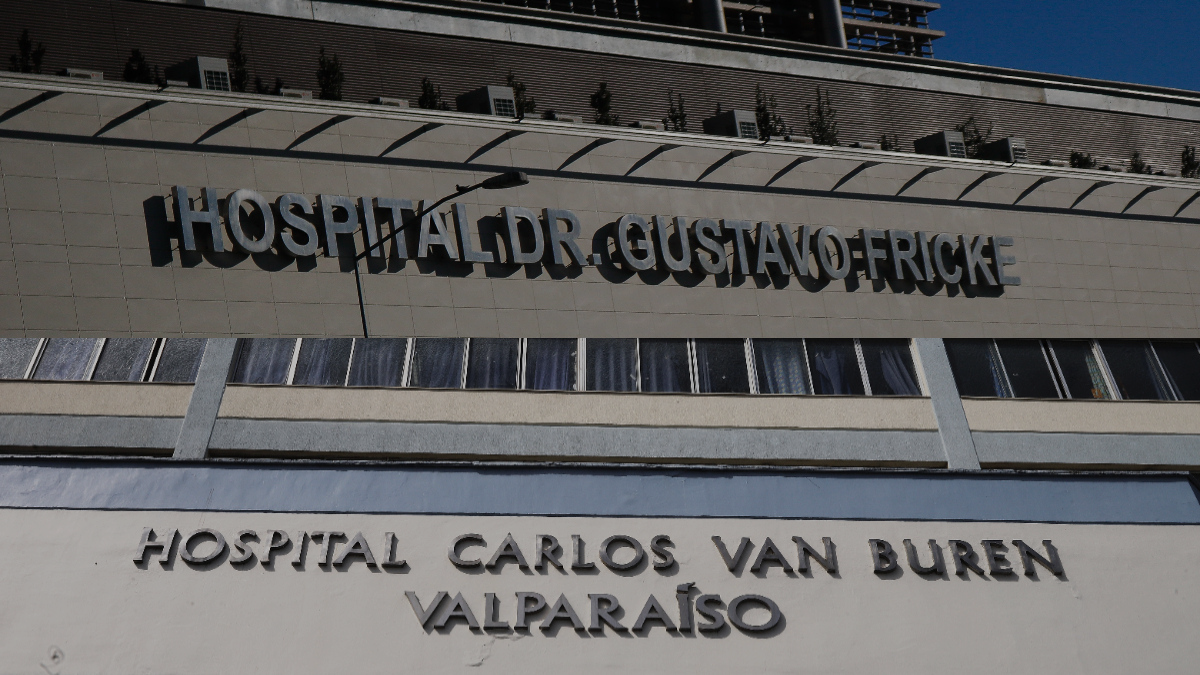 HOSPITAL DR. GUSTAVO FRICKE
HOSPITAL CARLOS VAN BUREN
VALPARAÍSO